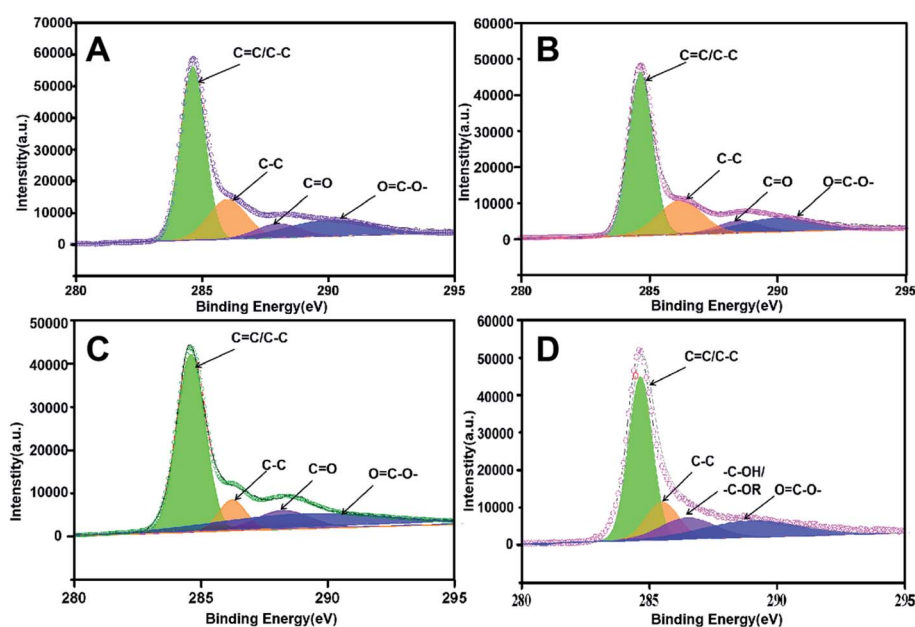 A
70000
60000
50000
40000
30000
20000
10000
0
Intenstity(a.u.)
C=C/C-C
C-C
C=O
O=C-O-
280 285 290 295
Binding Energy(eV)
B
60000
50000
40000
30000
20000
10000
0
Intenstity(a.u.)
C=C/C-C
C-C
C=O
O=C-O-
280 285 290 295
Binding Energy(eV)
C
50000
40000
30000
20000
10000
0
Intenstity(a.u.)
C=C/C-C
C-C
C=O
O=C-O-
280 285 290 295
Binding Energy(eV)
D
60000
50000
40000
30000
20000
10000
0
Intenstity(a.u.)
C=C/C-C
C-C
-C-OH/
-C-OR
O=C-O-
280 285 290 295
Binding Energy(eV)